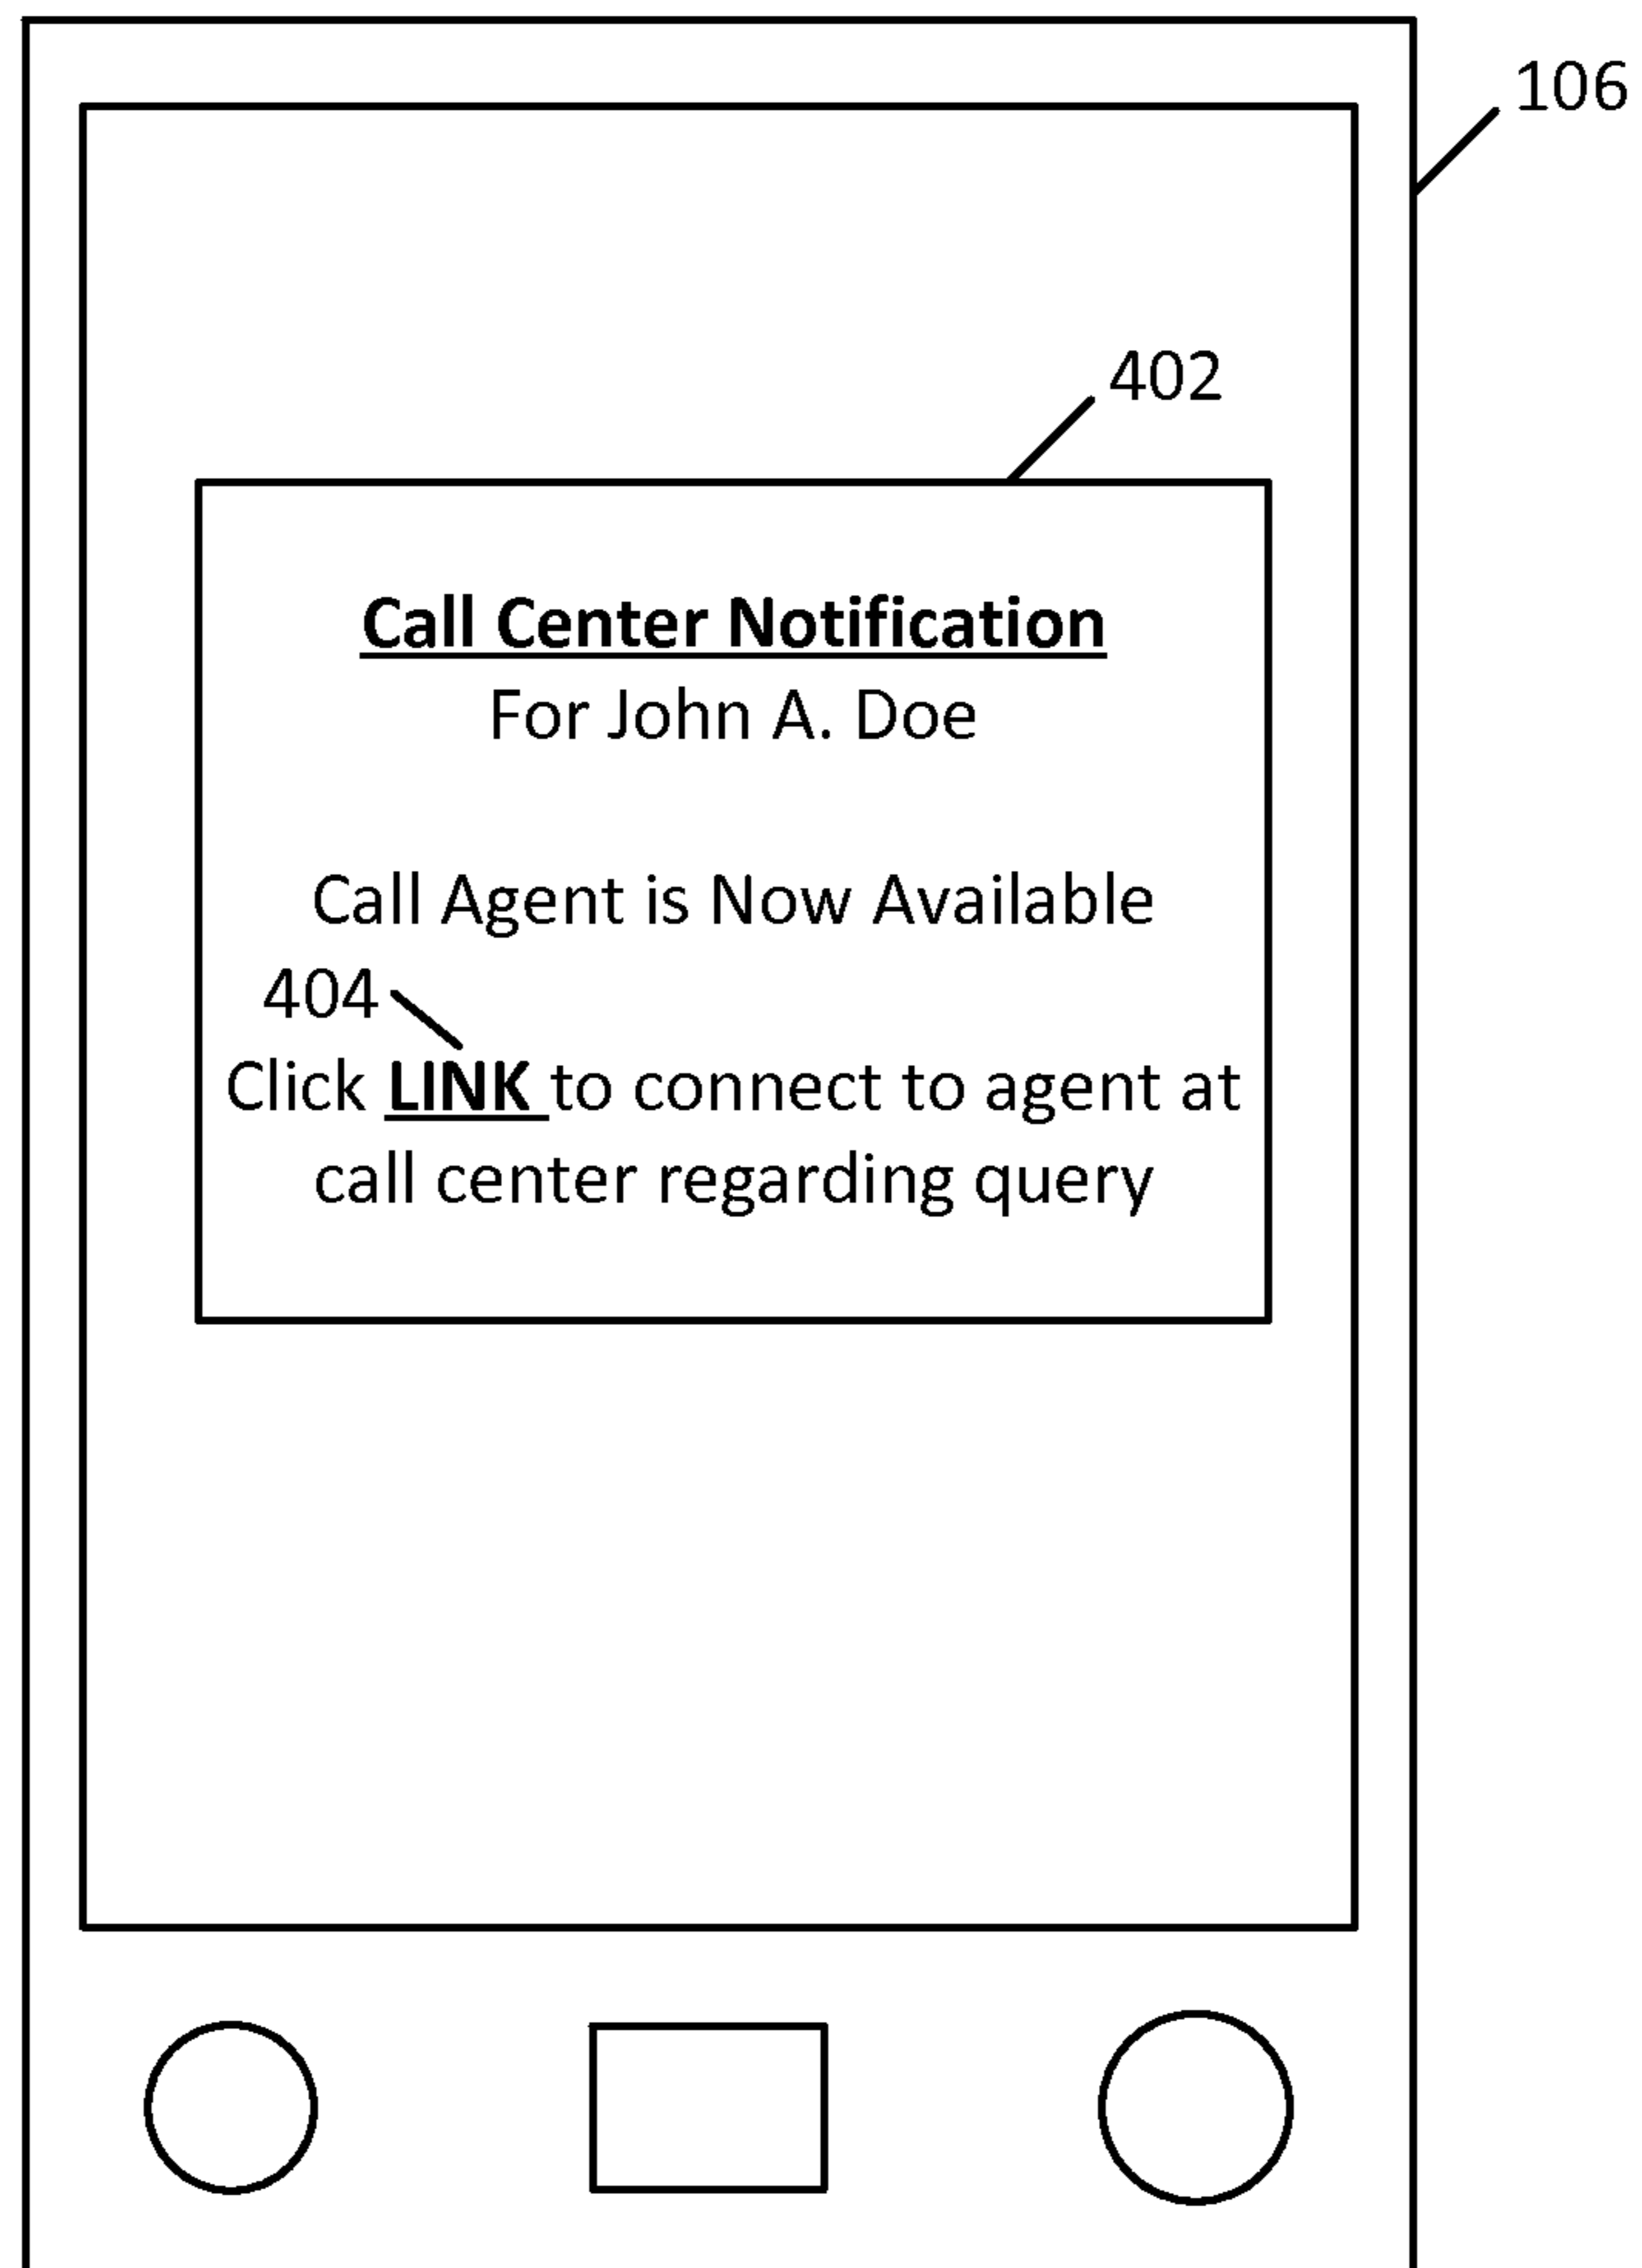 106
402
Call Center Notification
For John A. Doe
Call Agent is Now Available
404
Click LINK to connect to agent at
call center regarding query